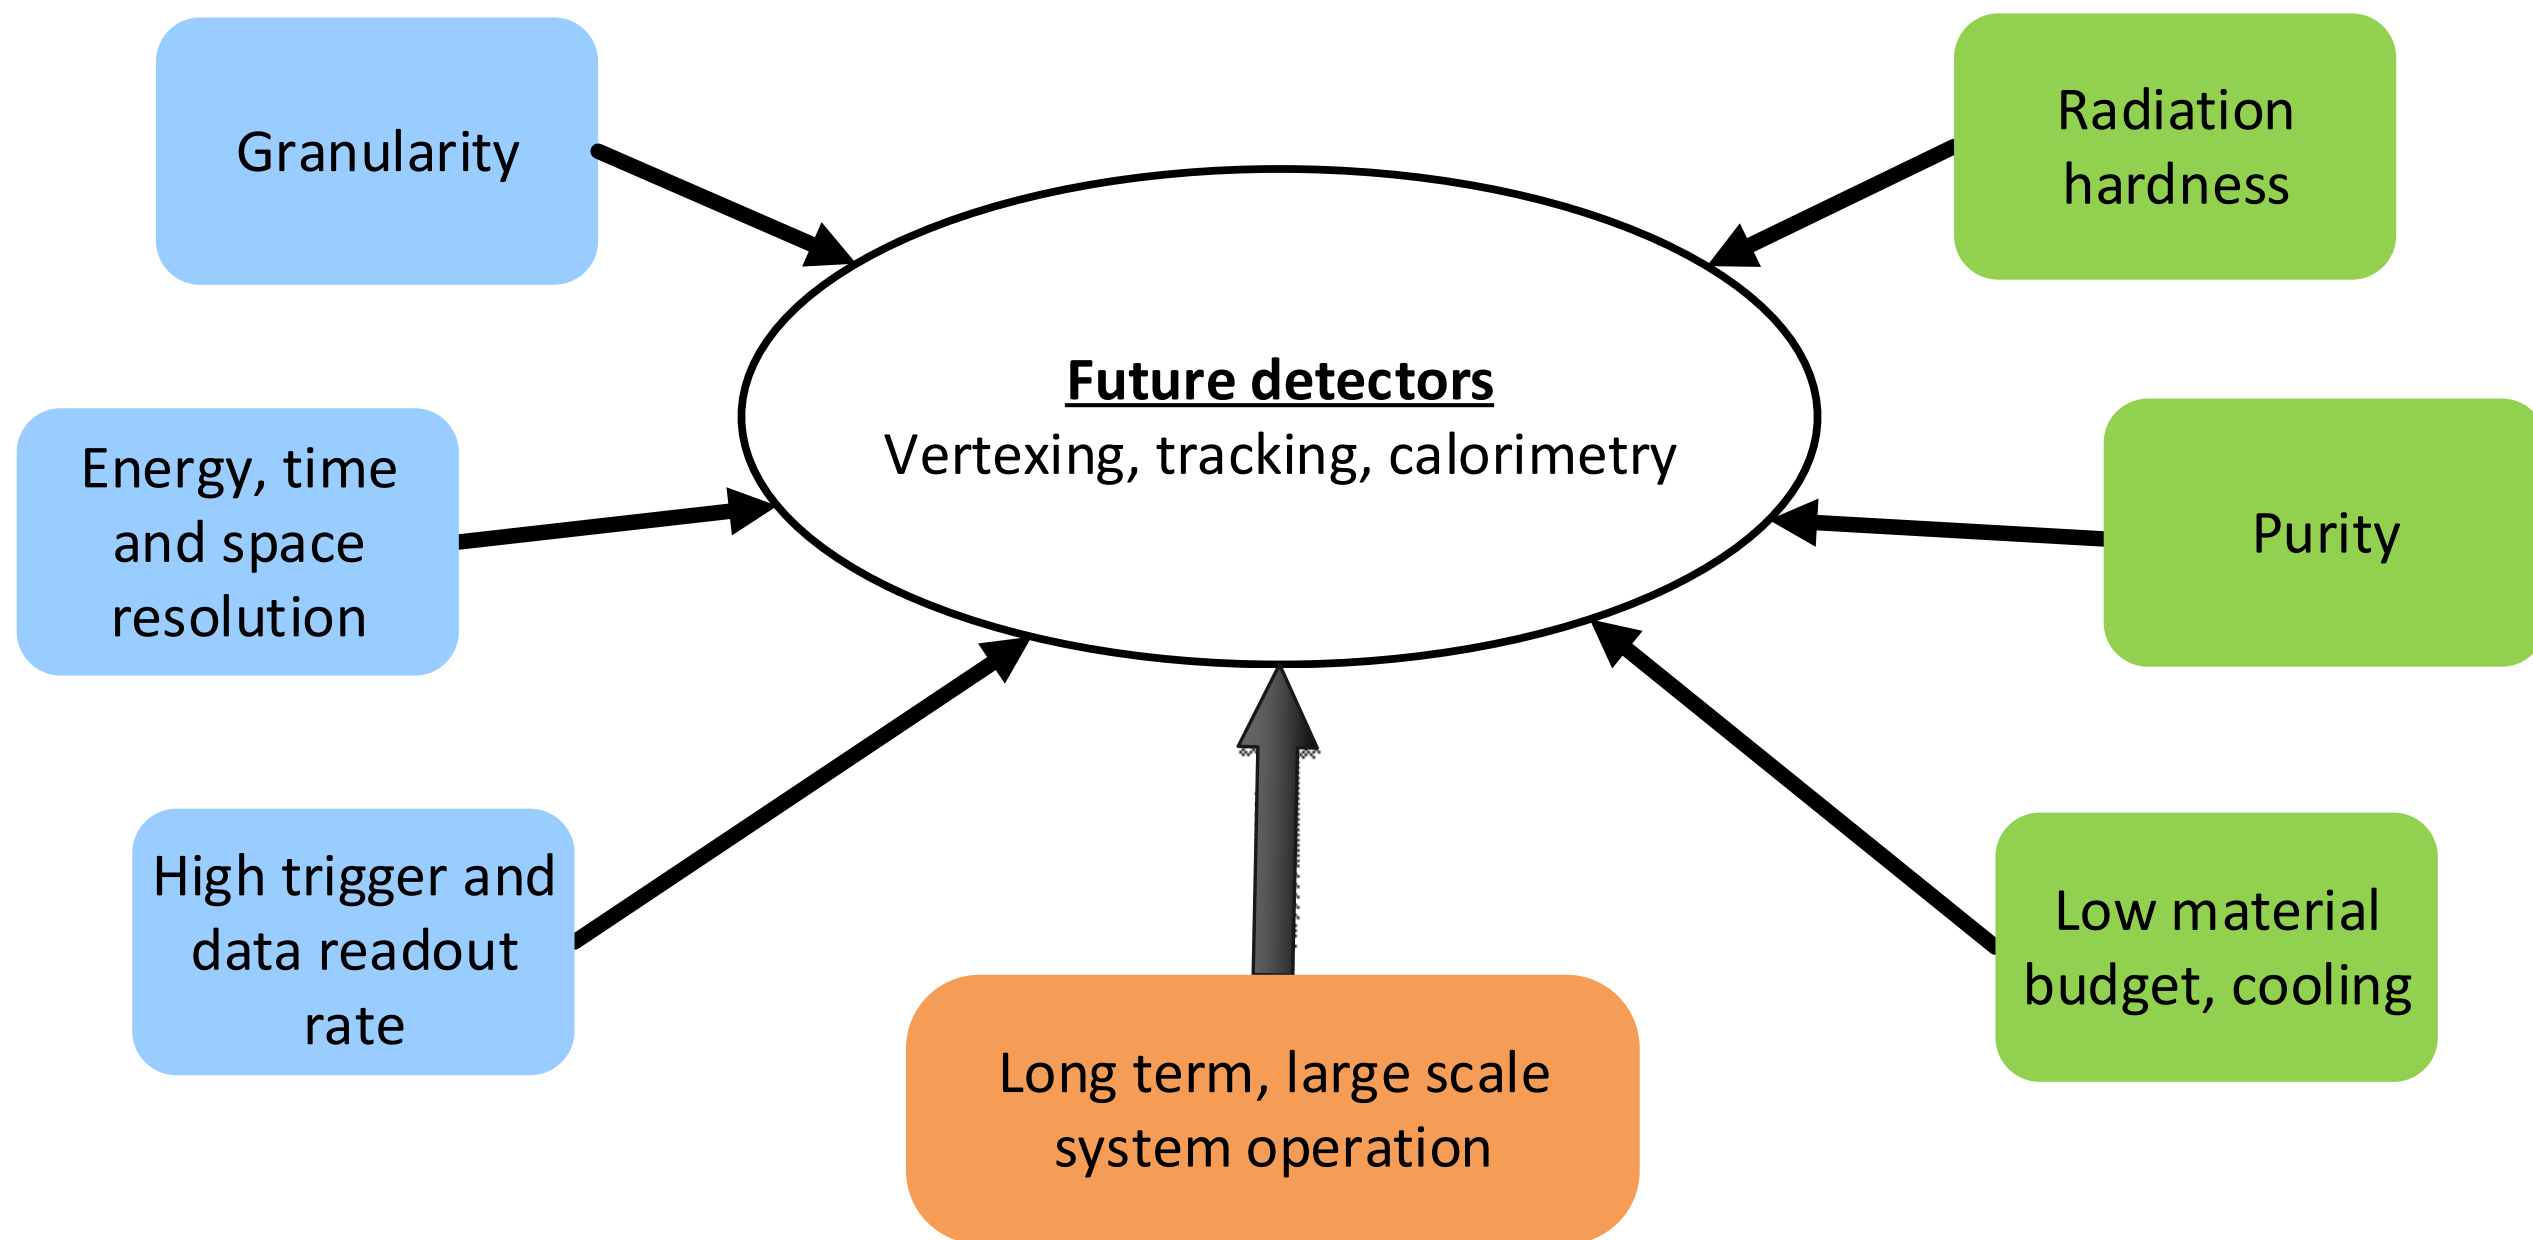 Granularity
Energy, time
and space
resolution
High trigger and
data readout
rate
Future detectors
Vertexing, tracking, calorimetry
Long term, large scale
system operation
Radiation
hardness
Purity
Low material
budget, cooling